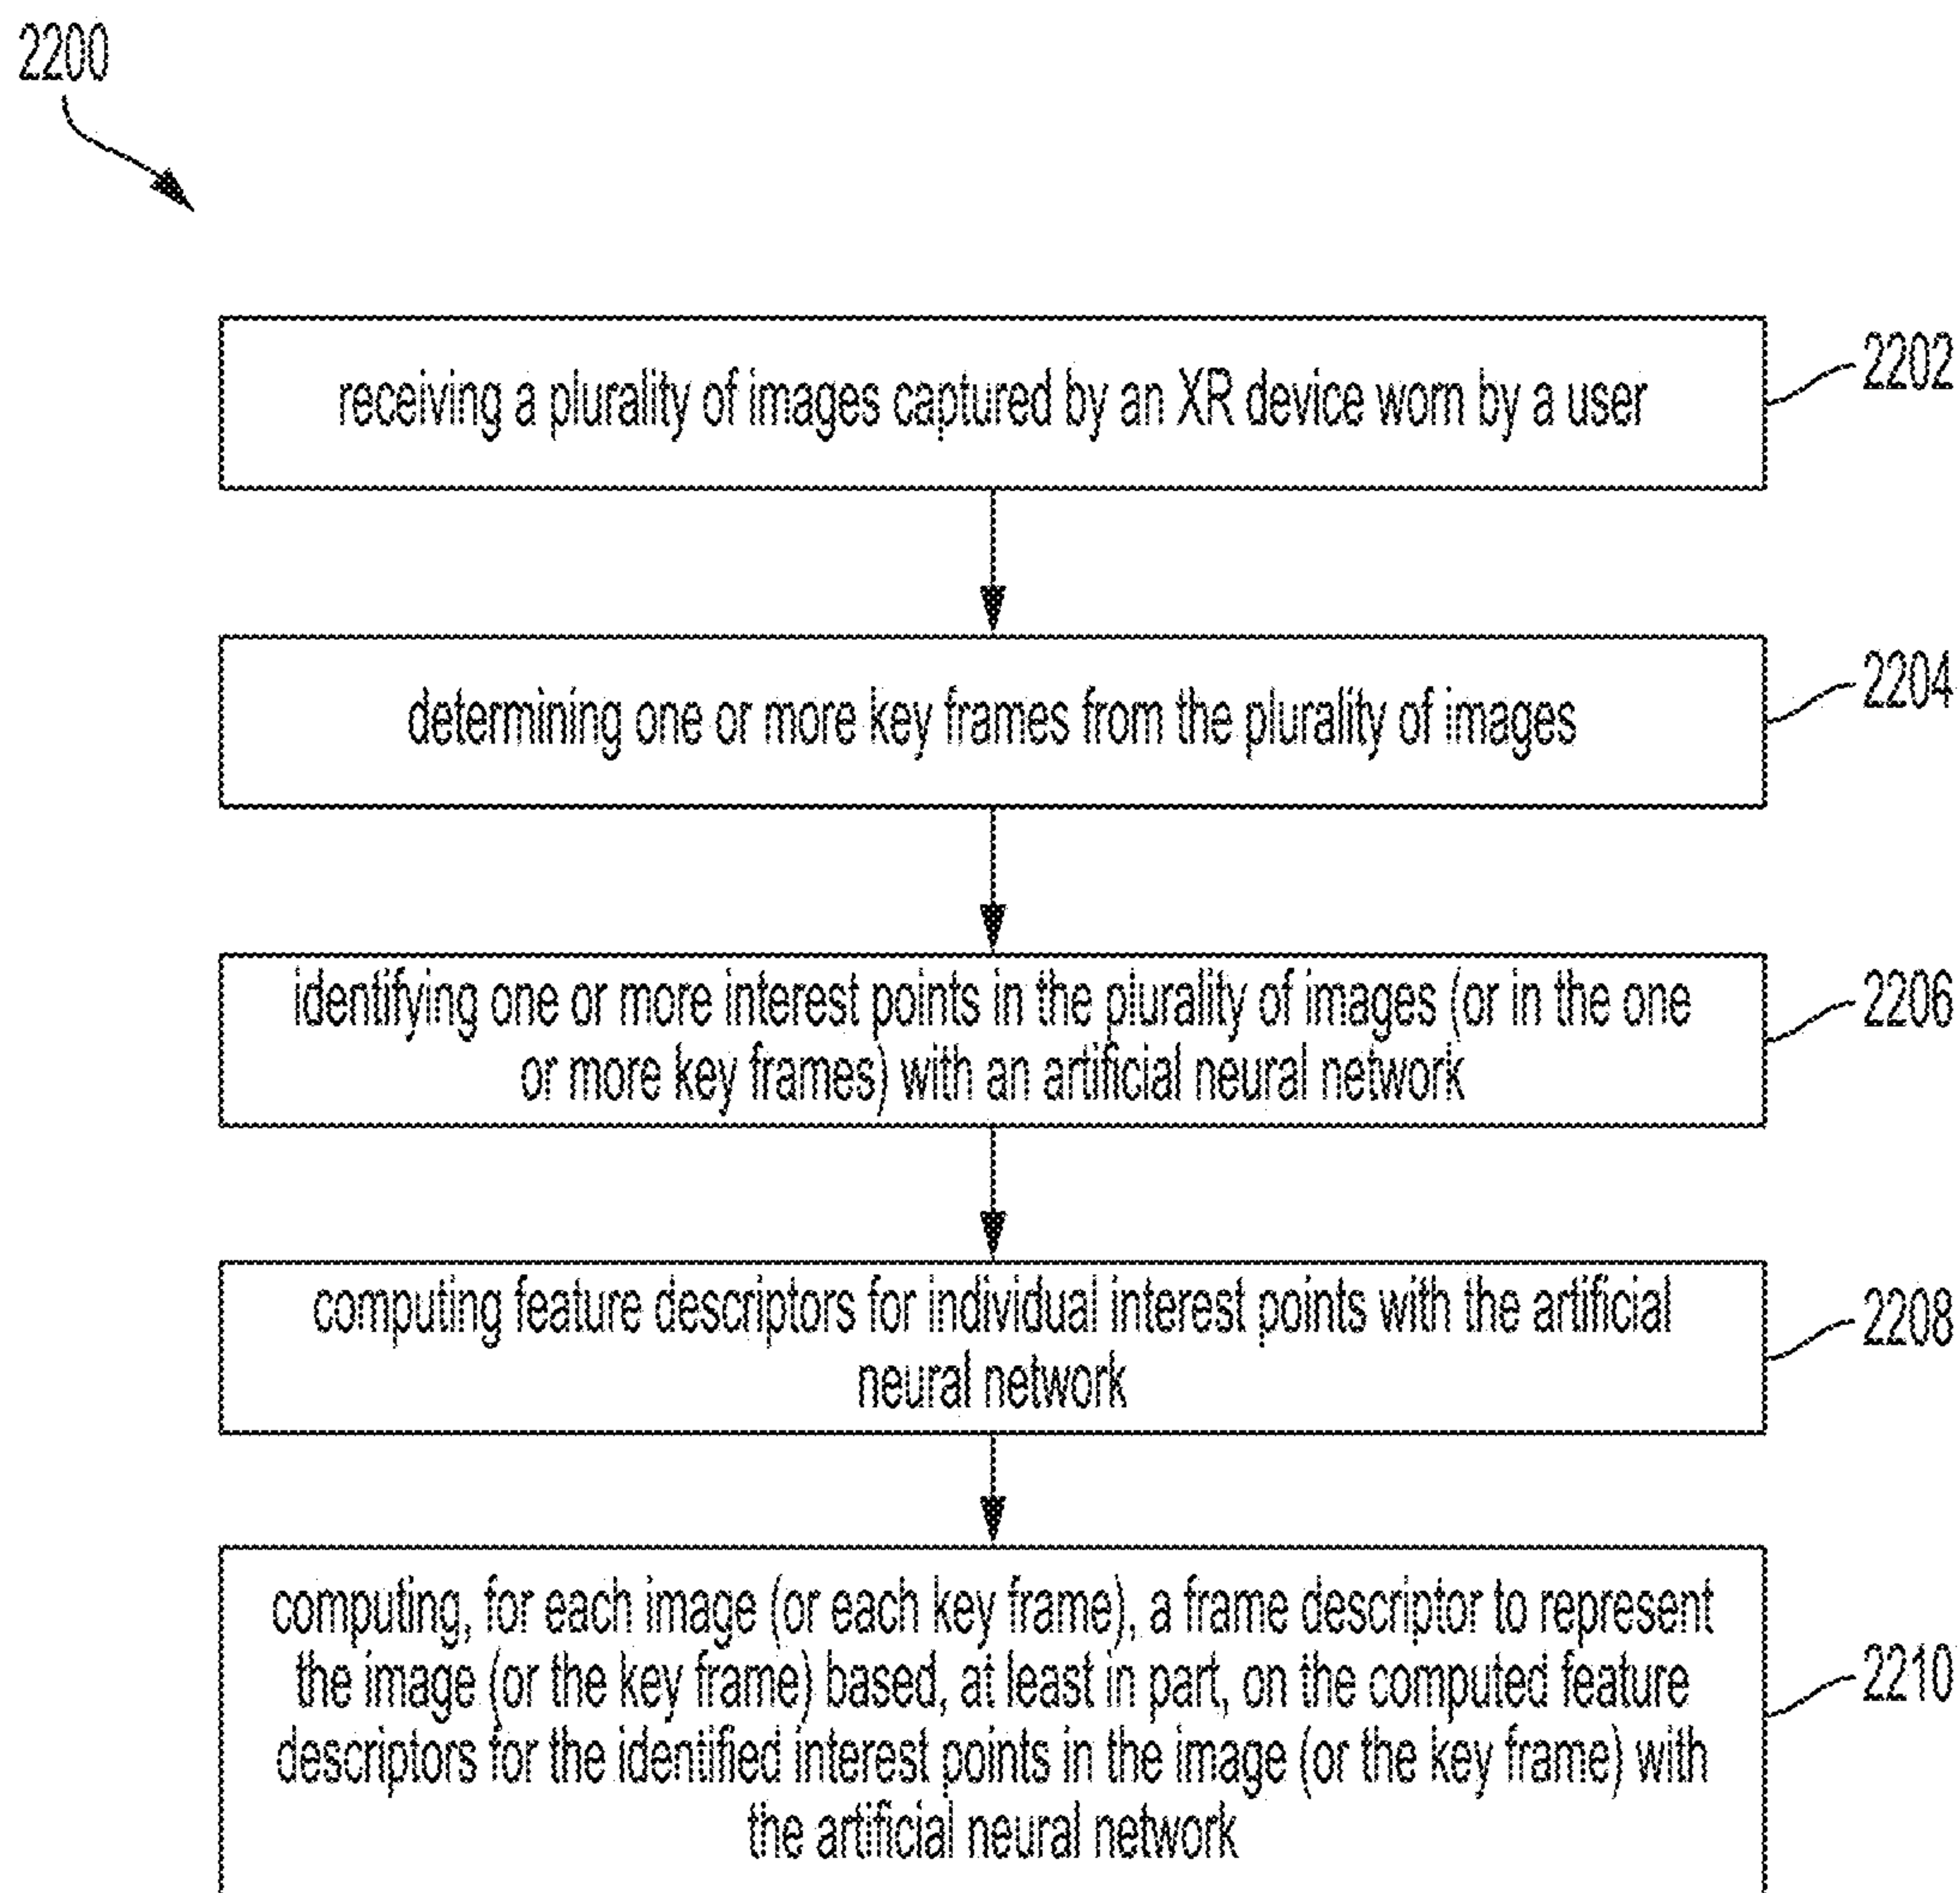 2200
receiving a plurality of images captured by an XR device worn by a user
2202
determining one or more key frames from the plurality of images
2204
identifying one or more interest points in the plurality of images (or in the one
or more key frames) with an artificial neural network
2206
computing feature descriptors for individual interest points with the artificial
neural network
2208
computing, for each image (or each key frame), a frame descriptor to represent
the image (or the key frame) based, at least in part, on the computed feature
descriptors for the identified interest points in the image (or the key frame) with
the artificial neural network
2210